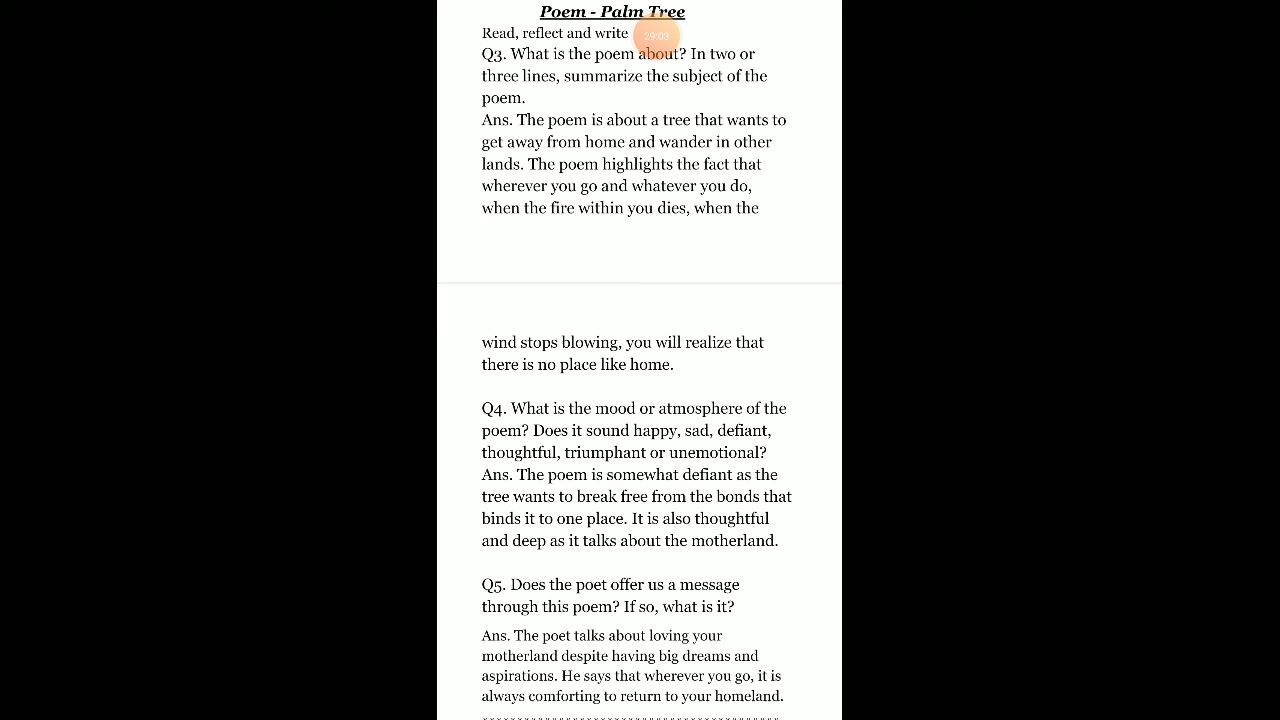 Poem - Palm Tree
Read, reflect and write
29:03
Q3. What is the poem about? In two or
three lines, summarize the subject of the
poem.
Ans. The poem is about a tree that wants to
get away from home and wander in other
lands. The poem highlights the fact that
wherever you go and whatever you do,
when the fire within you dies, when the
wind stops blowing, you will realize that
there is no place like home.
Q4. What is the mood or atmosphere of the
poem? Does it sound happy, sad, defiant,
thoughtful, triumphant or unemotional?
Ans. The poem is somewhat defiant as the
tree wants to break free from the bonds that
binds it to one place. It is also thoughtful
and deep as it talks about the motherland.
Q5. Does the poet offer us a message
through this poem? If so, what is it?
Ans. The poet talks about loving your
motherland despite having big dreams and
aspirations. He says that wherever you go, it is
always comforting to return to your homeland.